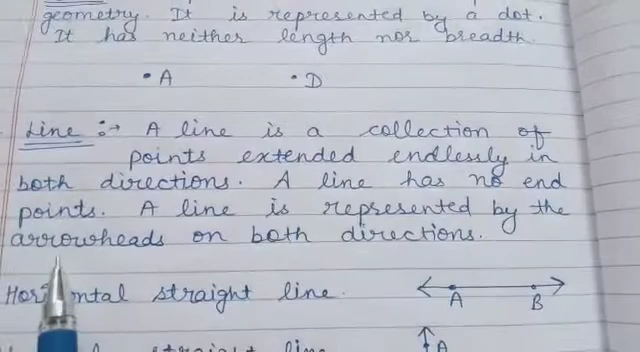 geometry. It is represented by a dot.
It has neither length nor breadth.
• A • D
Line :→ A line is a collection of
points extended endlessly in
both directions. A line has no end
points. A line is represented by the
arrowheads on both directions.
straight line. A B
straight line A